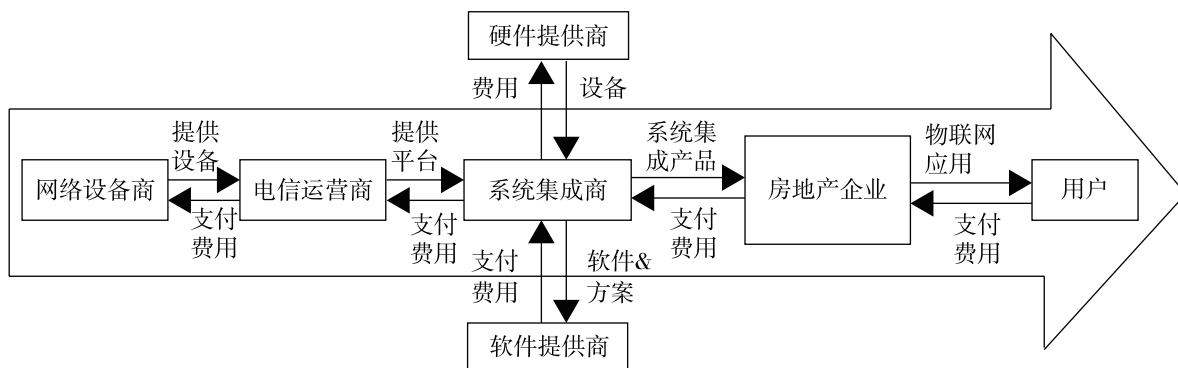 硬件提供商
费用
设备
提供
设备
提供
平台
系统集
成产品
物联网
应用
网络设备商
电信运营商
系统集成商
房地产企业
用户
支付
费用
支付
费用
支付
费用
支付
费用
支付
费用
软件&
方案
软件提供商